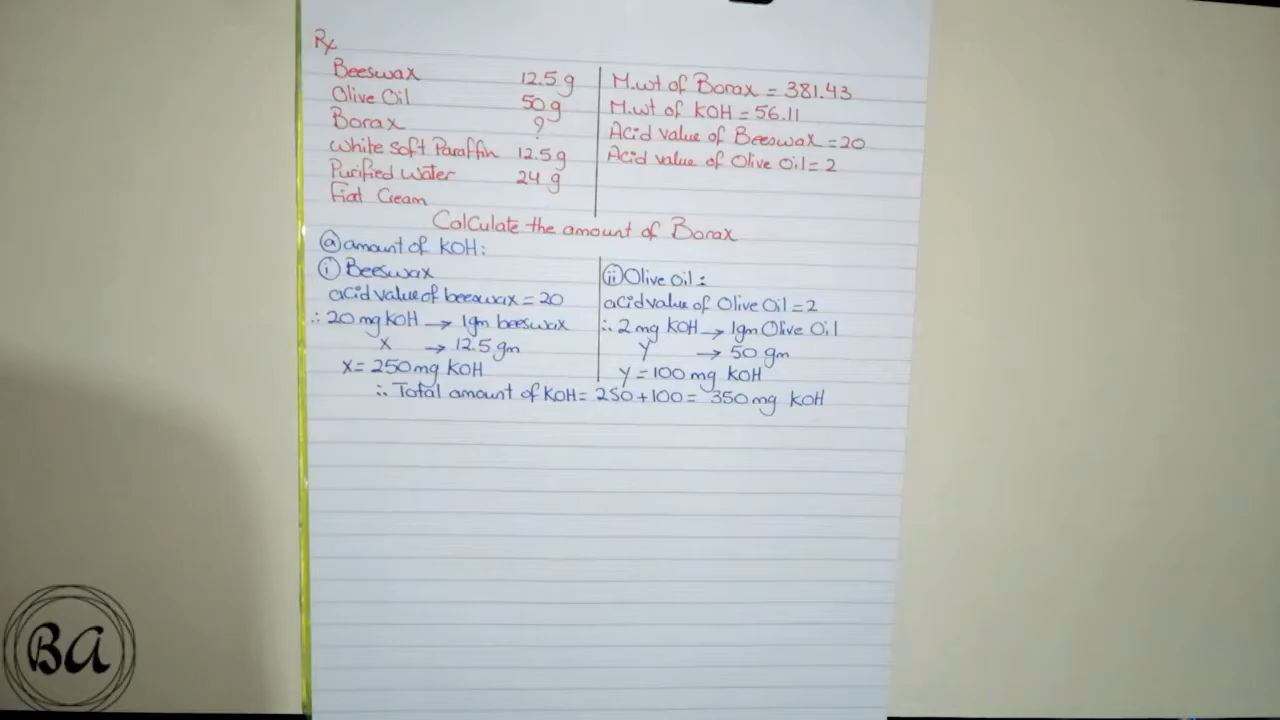 Rx
Beeswax 12.5 g
Olive Oil 50 g
Borax ?
White Soft Paraffin 12.5 g
Purified Water 24 g
Fiat Cream
M.wt of Borax = 381.43
M.wt of KOH = 56.11
Acid value of Beeswax = 20
Acid value of Olive Oil = 2
Calculate the amount of Borax
ⓐ amount of KOH:
ⓘ Beeswax
acid value of beeswax = 20
∴ 20 mg KOH → 1gm beeswax
x → 12.5 gm
x = 250 mg KOH
ⓘⓘ Olive Oil:
acid value of Olive Oil = 2
∴ 2 mg KOH → 1gm Olive Oil
y → 50 gm
y = 100 mg KOH
∴ Total amount of KOH = 250 + 100 = 350 mg KOH
BA